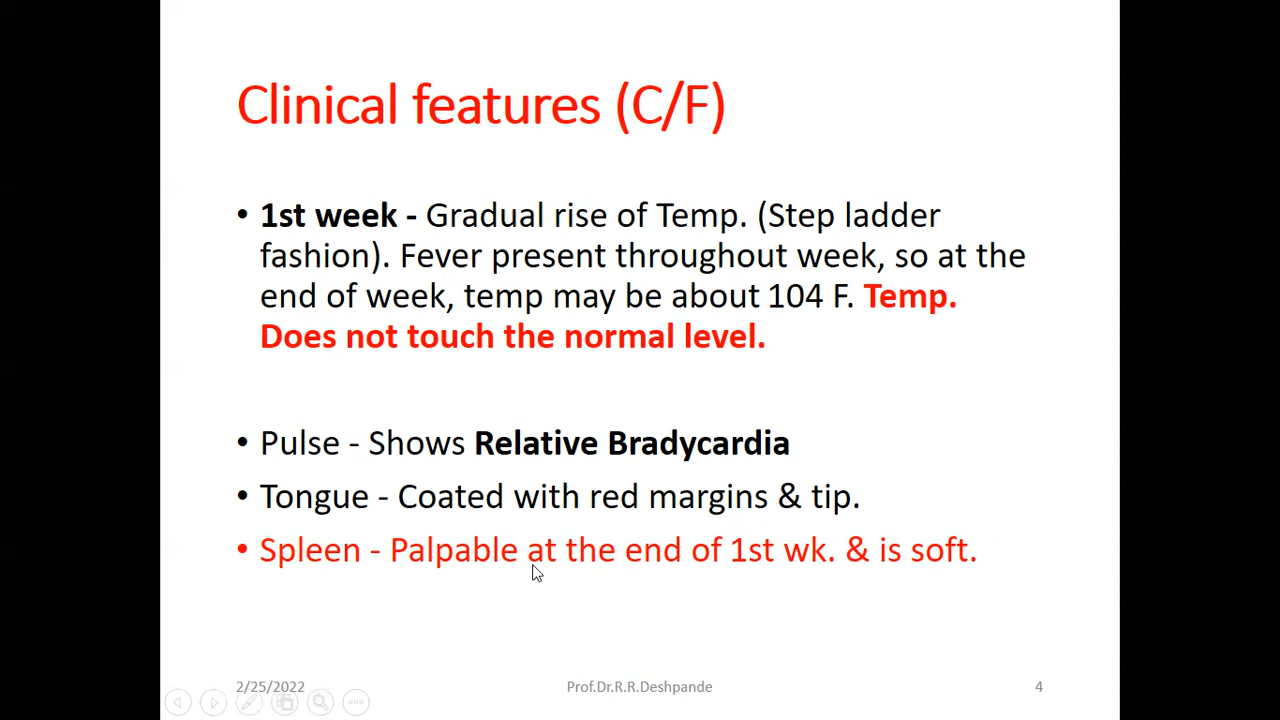 Clinical features (C/F)
• 1st week - Gradual rise of Temp. (Step ladder
fashion). Fever present throughout week, so at the
end of week, temp may be about 104 F. Temp.
Does not touch the normal level.
• Pulse - Shows Relative Bradycardia
• Tongue - Coated with red margins & tip.
• Spleen - Palpable at the end of 1st wk. & is soft.
2/25/2022
Prof.Dr.R.R.Deshpande
4